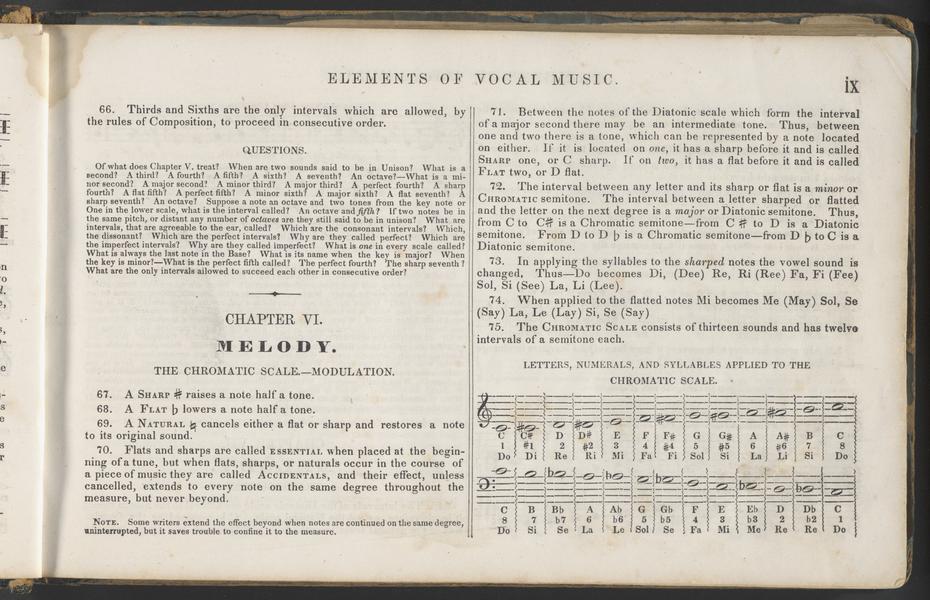 ELEMENTS OF VOCAL MUSIC.
ix
66. Thirds and Sixths are the only intervals which are allowed, by
the rules of Composition, to proceed in consecutive order.
QUESTIONS.
Of what does Chapter V. treat? When are two sounds said to be in Unison? What is a
second? A third? A fourth? A fifth? A sixth? A seventh? An octave?—What is a mi-
nor second? A major second? A minor third? A major third? A perfect fourth? A sharp
fourth? A flat fifth? A perfect fifth? A minor sixth? A major sixth? A flat seventh? A
sharp seventh? An octave? Suppose a note an octave and two tones from the key note or
One in the lower scale, what is the interval called? An octave and fifth? If two notes be in
the same pitch, or distant any number of octaves are they still said to be in unison? What are
intervals, that are agreeable to the ear, called? Which are the consonant intervals? Which,
the dissonant? Which are the perfect intervals? Why are they called perfect? Which are
the imperfect intervals? Why are they called imperfect? What is one in every scale called?
What is always the last note in the Base? What is its name when the key is major? When
the key is minor?—What is the perfect fifth called? The perfect fourth? The sharp seventh?
What are the only intervals allowed to succeed each other in consecutive order?
CHAPTER VI.
MELODY.
THE CHROMATIC SCALE.—MODULATION.
67. A SHARP ♯ raises a note half a tone.
68. A FLAT ♭ lowers a note half a tone.
69. A NATURAL ♮ cancels either a flat or sharp and restores a note
to its original sound.
70. Flats and sharps are called ESSENTIAL when placed at the begin-
ning of a tune, but when flats, sharps, or naturals occur in the course of
a piece of music they are called ACCIDENTALS, and their effect, unless
cancelled, extends to every note on the same degree throughout the
measure, but never beyond.
NOTE. Some writers extend the effect beyond when notes are continued on the same degree,
uninterrupted, but it saves trouble to confine it to the measure.
71. Between the notes of the Diatonic scale which form the interval
of a major second there may be an intermediate tone. Thus, between
one and two there is a tone, which can be represented by a note located
on either. If it is located on one, it has a sharp before it and is called
SHARP one, or C sharp. If on two, it has a flat before it and is called
FLAT two, or D flat.
72. The interval between any letter and its sharp or flat is a minor or
CHROMATIC semitone. The interval between a letter sharped or flatted
and the letter on the next degree is a major or Diatonic semitone. Thus,
from C to C♯ is a Chromatic semitone—from C ♯ to D is a Diatonic
semitone. From D to D ♭ is a Chromatic semitone—from D ♭ to C is a
Diatonic semitone.
73. In applying the syllables to the sharped notes the vowel sound is
changed, Thus—Do becomes Di, (Dee) Re, Ri (Ree) Fa, Fi (Fee)
Sol, Si (See) La, Li (Lee).
74. When applied to the flatted notes Mi becomes Me (May) Sol, Se
(Say) La, Le (Lay) Si, Se (Say)
75. The CHROMATIC SCALE consists of thirteen sounds and has twelve
intervals of a semitone each.
LETTERS, NUMERALS, AND SYLLABLES APPLIED TO THE
CHROMATIC SCALE.
C C# D D# E F F# G G# A A# B C
1 #1 2 #2 3 4 #4 5 #5 6 #6 7 8
Do Di Re Ri Mi Fa Fi Sol Si La Li Si Do
C B Bb A Ab G Gb F E Eb D Db C
8 7 b7 6 b6 5 b5 4 3 b3 2 b2 1
Do Si Se La Le Sol Se Fa Mi Me Re Re Do